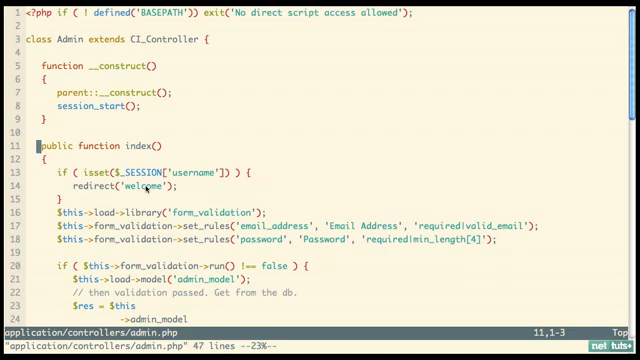 1 <?php if ( ! defined('BASEPATH')) exit('No direct script access allowed');
2
3 class Admin extends CI_Controller {
4
5 function __construct()
6 {
7 parent::__construct();
8 session_start();
9 }
10
11 public function index()
12 {
13 if ( isset($_SESSION['username']) ) {
14 redirect('welcome');
15 }
16 $this->load->library('form_validation');
17 $this->form_validation->set_rules('email_address', 'Email Address', 'required|valid_email');
18 $this->form_validation->set_rules('password', 'Password', 'required|min_length[4]');
19
20 if ( $this->form_validation->run() !== false ) {
21 $this->load->model('admin_model');
22 // then validation passed. Get from the db.
23 $res = $this
24 ->admin_model
application/controllers/admin.php 11,1-3 Top
"application/controllers/admin.php" 47 lines --23%--
net tuts+